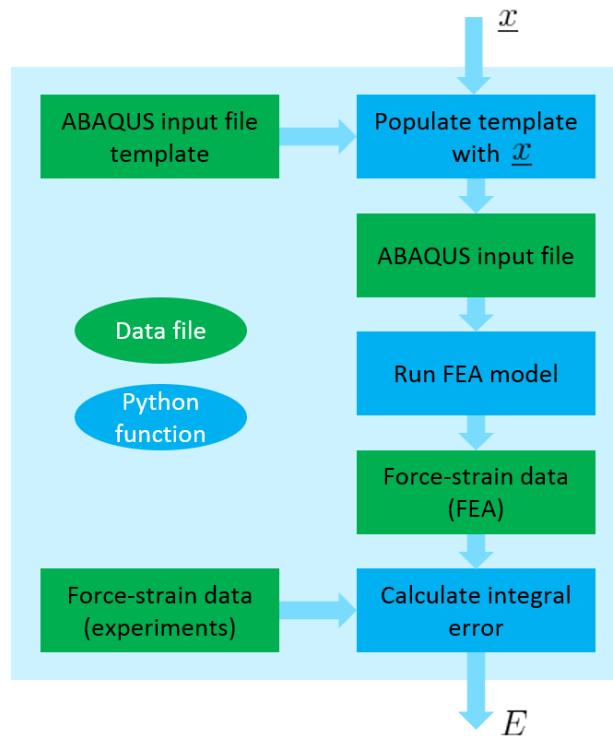 x
ABAQUS input file
template
Populate template
with x
ABAQUS input file
Data file
Run FEA model
Python
function
Force-strain data
(FEA)
Force-strain data
(experiments)
Calculate integral
error
E